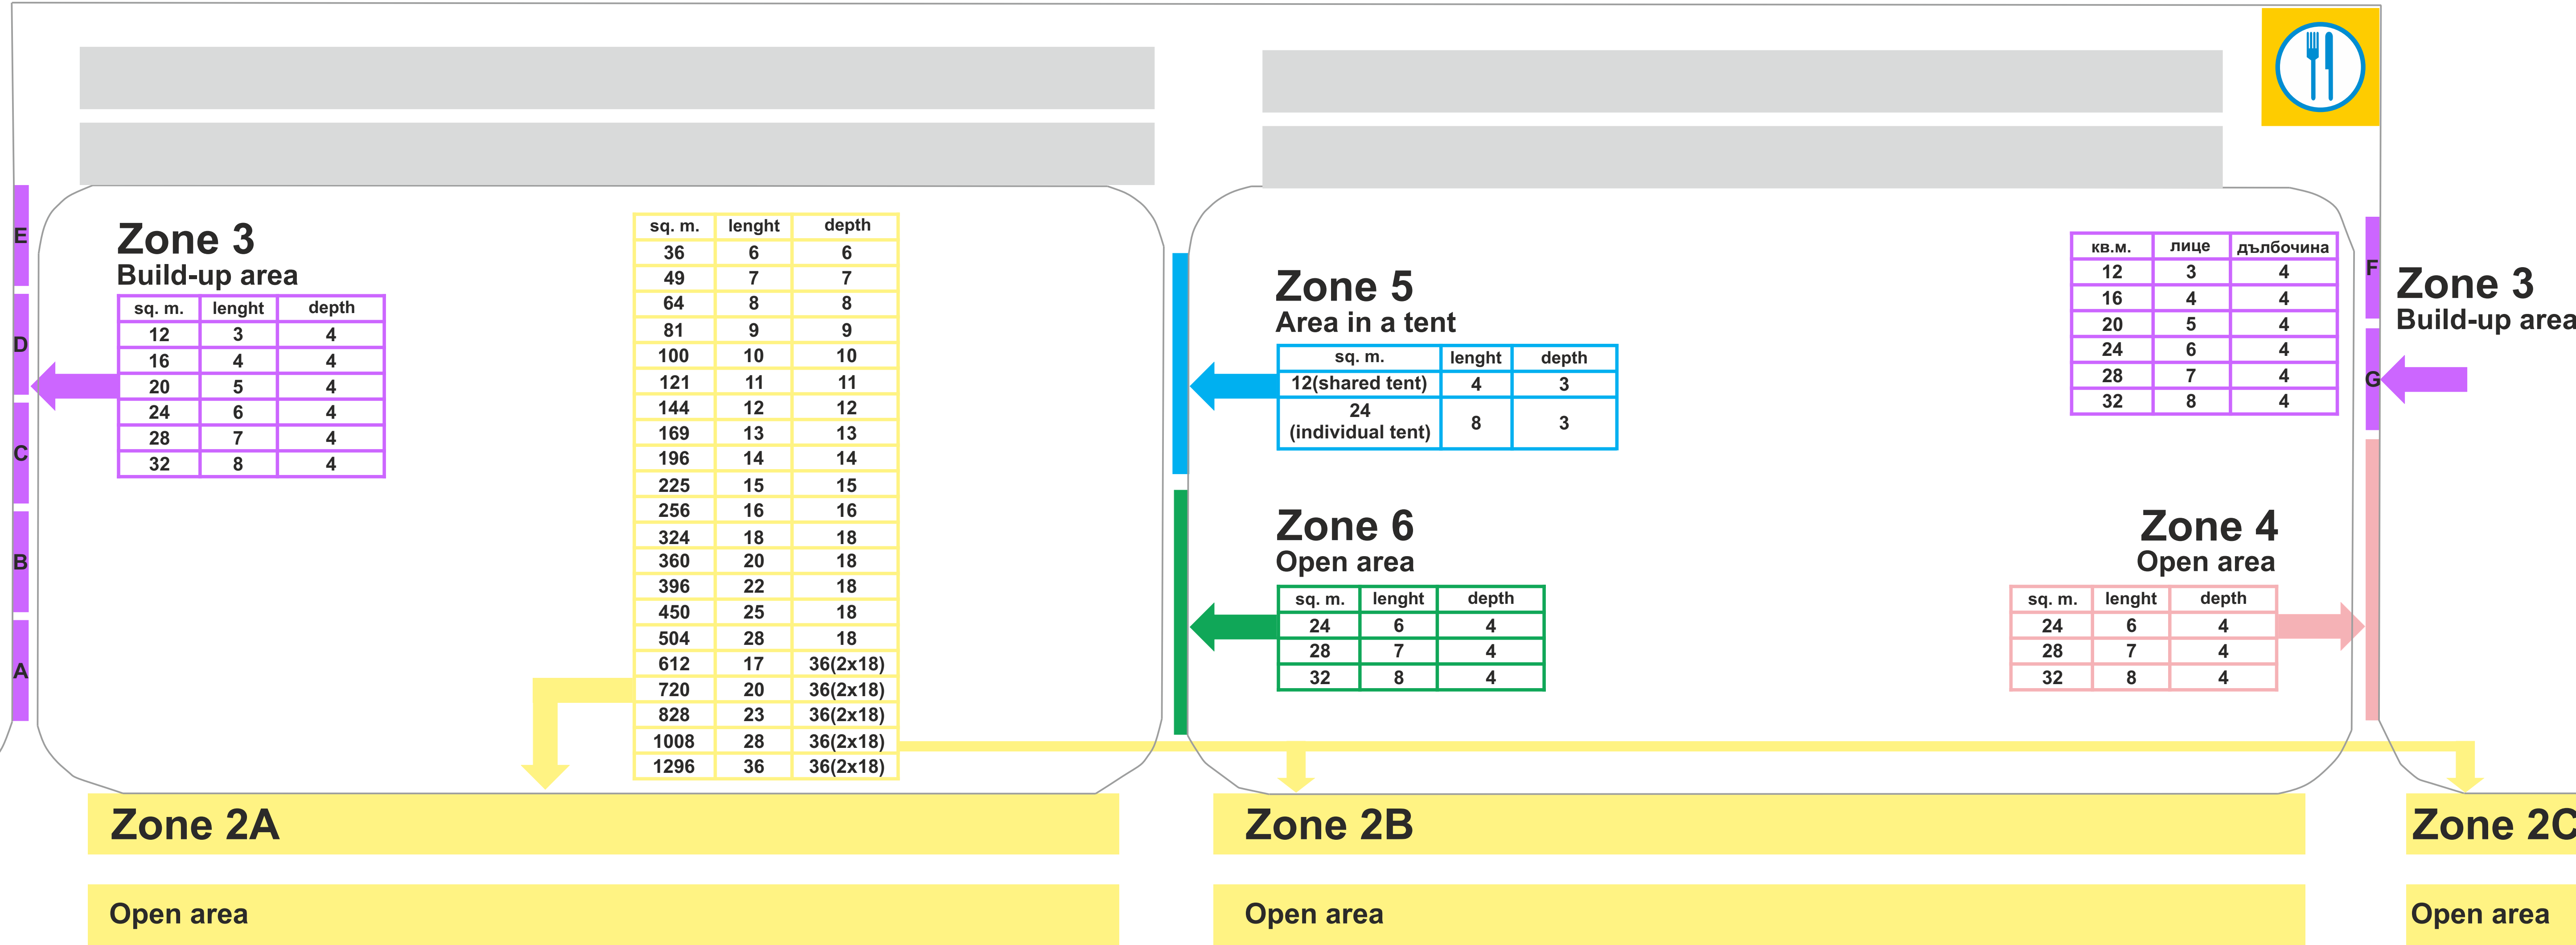 E
D
C
B
A
Zone 3
Build-up area
sq. m. lenght depth
12 3 4
16 4 4
20 5 4
24 6 4
28 7 4
32 8 4
sq. m. lenght depth
36 6 6
49 7 7
64 8 8
81 9 9
100 10 10
121 11 11
144 12 12
169 13 13
196 14 14
225 15 15
256 16 16
324 18 18
360 20 18
396 22 18
450 25 18
504 28 18
612 17 36(2x18)
720 20 36(2x18)
828 23 36(2x18)
1008 28 36(2x18)
1296 36 36(2x18)
Zone 5
Area in a tent
sq. m. lenght depth
12(shared tent) 4 3
24
(individual tent) 8 3
Zone 6
Open area
sq. m. lenght depth
24 6 4
28 7 4
32 8 4
кв.м. лице дълбочина
12 3 4
16 4 4
20 5 4
24 6 4
28 7 4
32 8 4
F
G
Zone 3
Build-up area
Zone 4
Open area
sq. m. lenght depth
24 6 4
28 7 4
32 8 4
Zone 2A
Open area
Zone 2B
Open area
Zone 2C
Open area